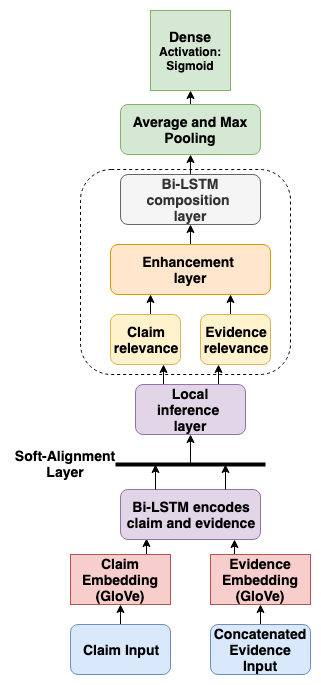 Dense
Activation:
Sigmoid
Average and Max
Pooling
Bi-LSTM
composition
layer
Enhancement
layer
Claim
relevance
Evidence
relevance
Local
inference
layer
Soft-Alignment
Layer
Bi-LSTM encodes
claim and evidence
Claim
Embedding
(GloVe)
Evidence
Embedding
(GloVe)
Claim Input
Concatenated
Evidence
Input